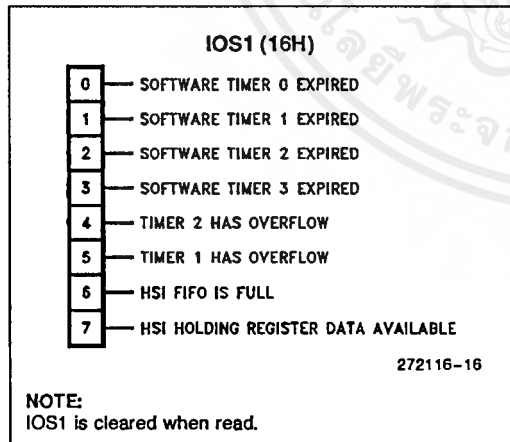 IOS1 (16H)
0 SOFTWARE TIMER 0 EXPIRED
1 SOFTWARE TIMER 1 EXPIRED
2 SOFTWARE TIMER 2 EXPIRED
3 SOFTWARE TIMER 3 EXPIRED
4 TIMER 2 HAS OVERFLOW
5 TIMER 1 HAS OVERFLOW
6 HSI FIFO IS FULL
7 HSI HOLDING REGISTER DATA AVAILABLE
272116-16
NOTE:
IOS1 is cleared when read.